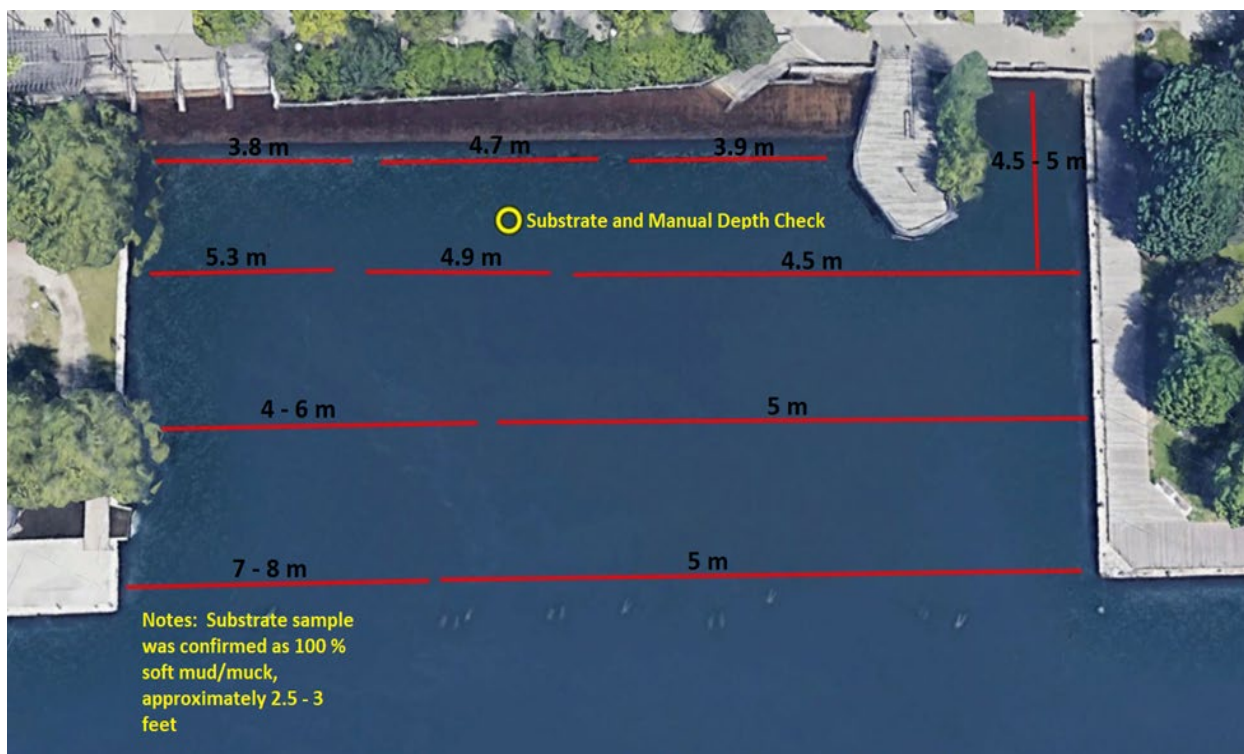 3.8 m
4.7 m
3.9 m
4.5 - 5 m
Substrate and Manual Depth Check
5.3 m
4.9 m
4.5 m
4 - 6 m
5 m
7 - 8 m
5 m
Notes: Substrate sample
was confirmed as 100 %
soft mud/muck,
approximately 2.5 - 3
feet